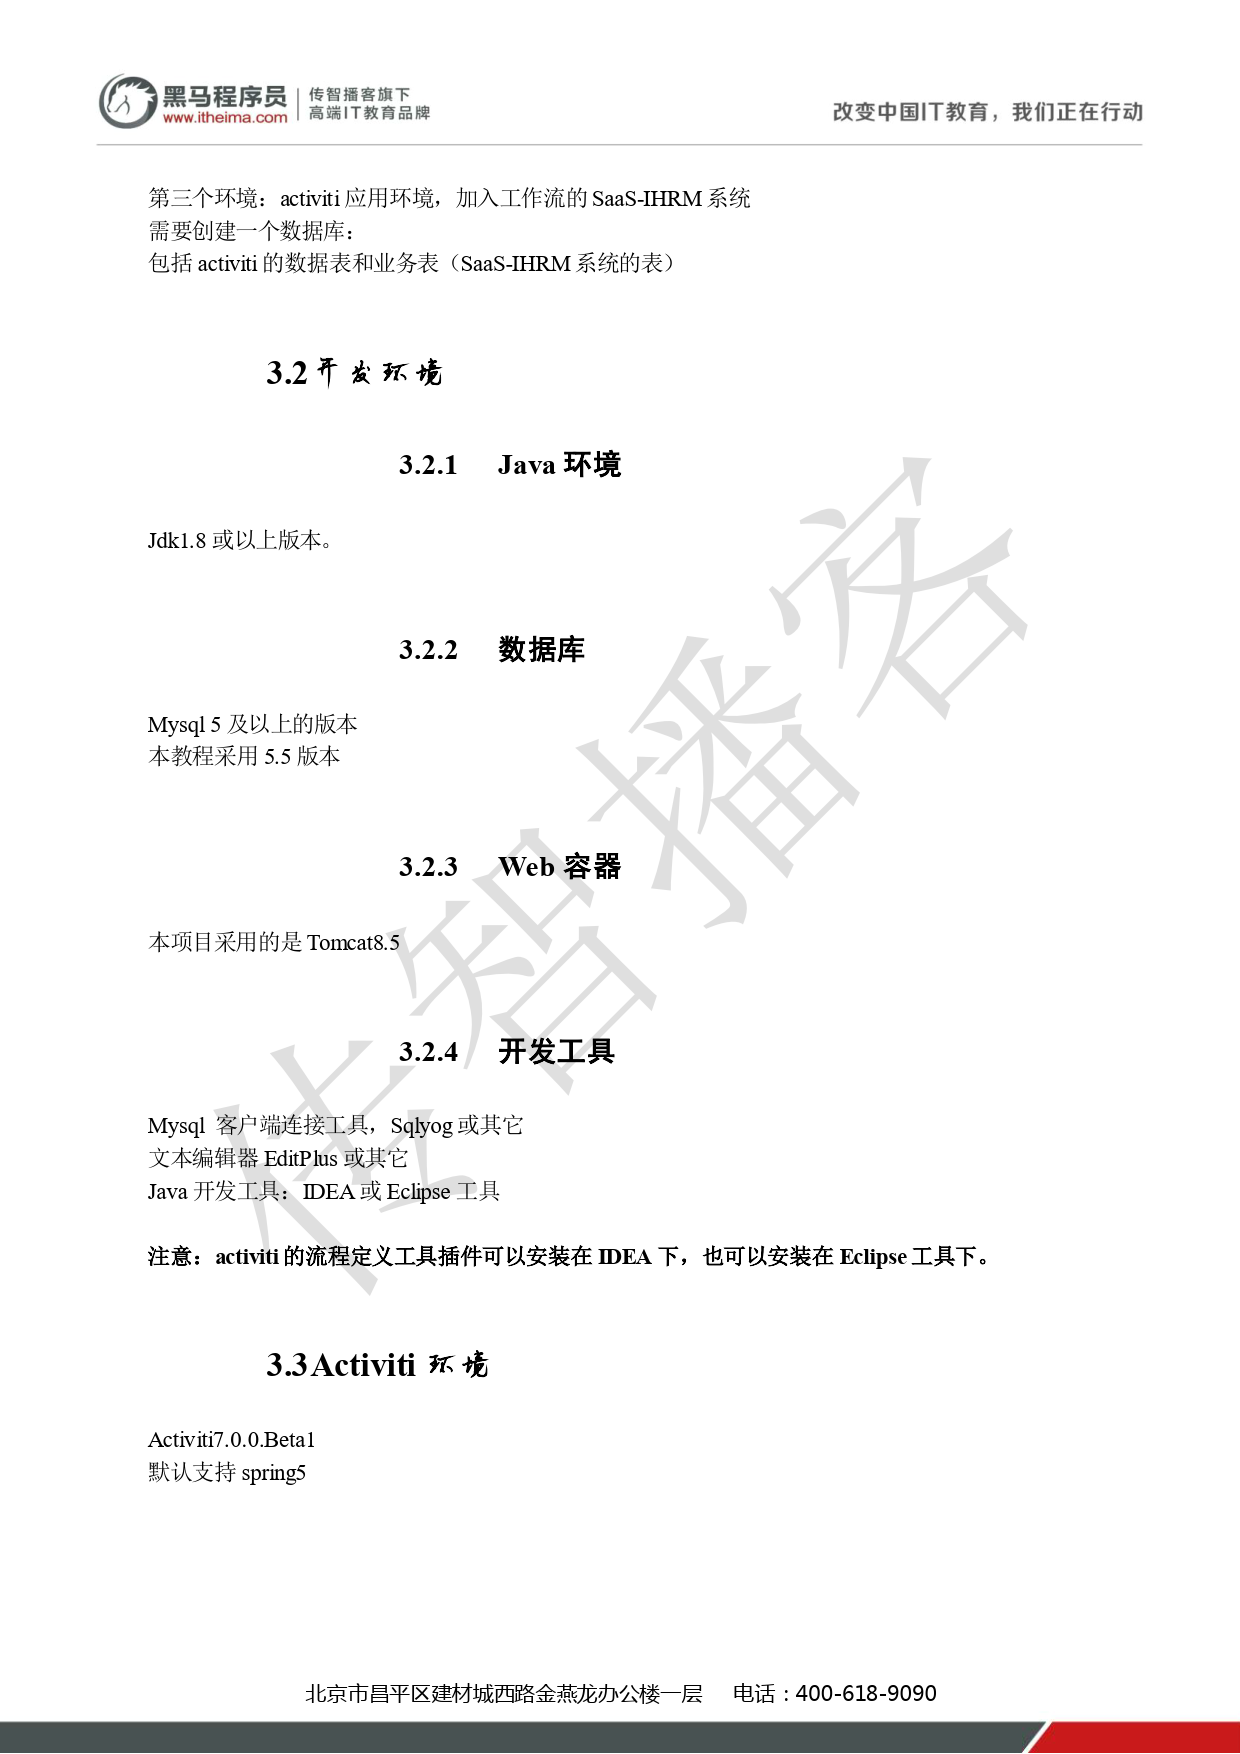 黑马程序员
www.itheima.com
传智播客旗下
高端IT教育品牌
改变中国IT教育，我们正在行动
第三个环境：activiti 应用环境，加入工作流的 SaaS-IHRM 系统
需要创建一个数据库：
包括 activiti 的数据表和业务表（SaaS-IHRM 系统的表）
3.2 开发环境
3.2.1 Java 环境
Jdk1.8 或以上版本。
3.2.2 数据库
Mysql 5 及以上的版本
本教程采用 5.5 版本
3.2.3 Web 容器
本项目采用的是 Tomcat8.5
3.2.4 开发工具
Mysql 客户端连接工具，Sqlyog 或其它
文本编辑器 EditPlus 或其它
Java 开发工具：IDEA 或 Eclipse 工具
注意：activiti 的流程定义工具插件可以安装在 IDEA 下，也可以安装在 Eclipse 工具下。
3.3Activiti 环境
Activiti7.0.0.Beta1
默认支持 spring5
传智播客
北京市昌平区建材城西路金燕龙办公楼一层 电话：400-618-9090